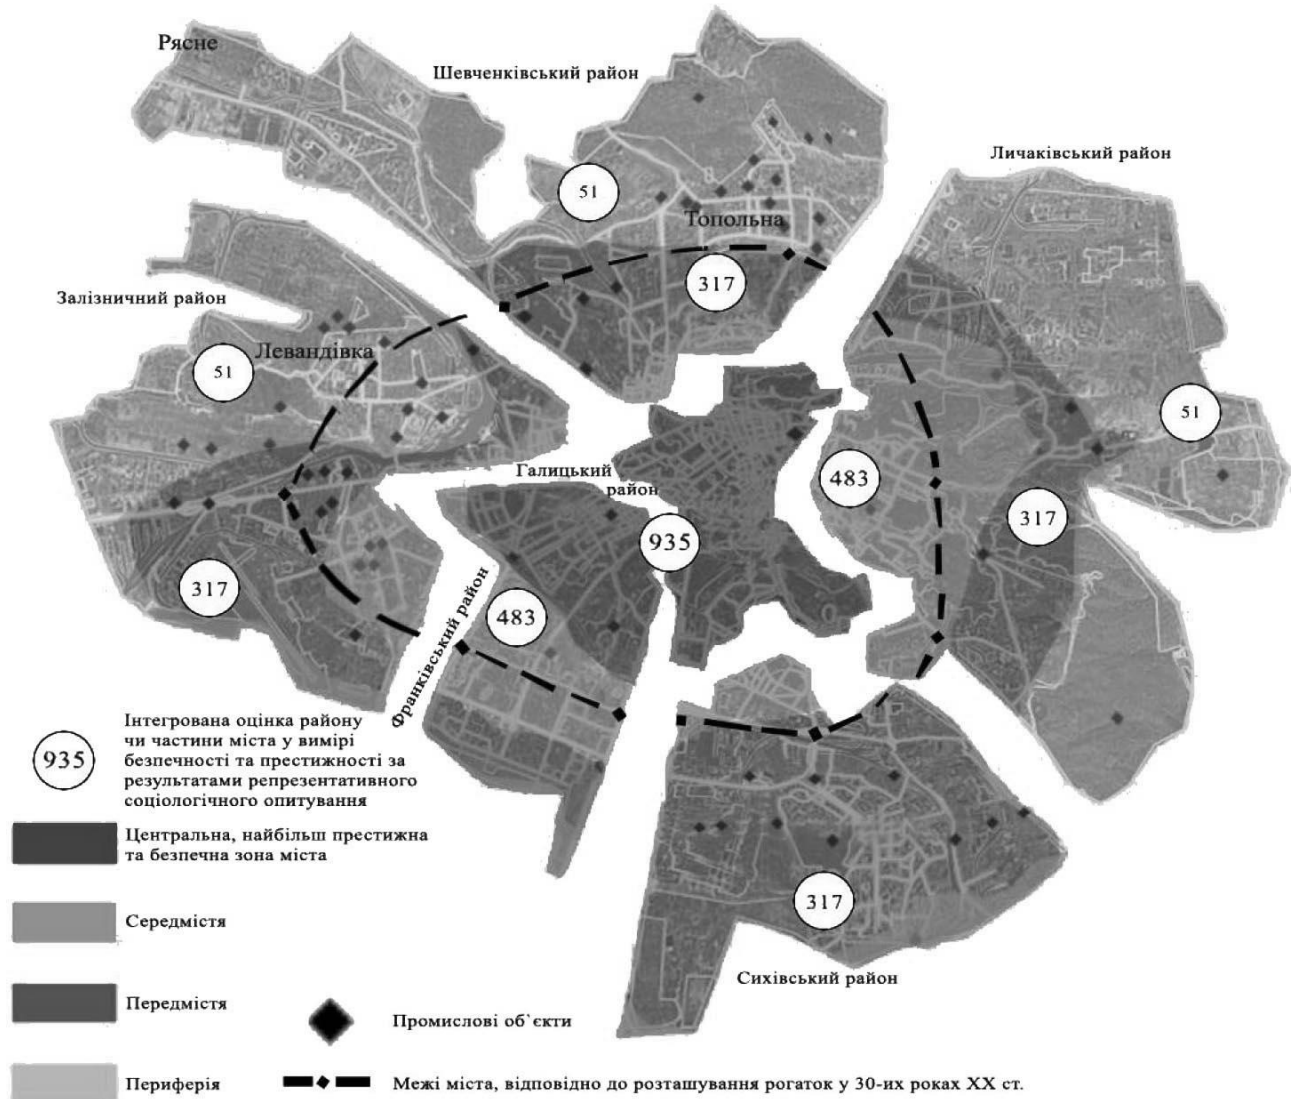 Рясне
Шевченківський район
Личаківський район
51
Топольна
317
Залізничний район
Левандівка
51
51
Галицький
район
483
317
935
317
483
Франківський район
935
Інтегрована оцінка району
чи частини міста у вимірі
безпечності та престижності за
результатами репрезентативного
соціологічного опитування
Центральна, найбільш престижна
та безпечна зона міста
317
Середмістя
Сихівський район
Передмістя
Промислові об`єкти
Периферія
Межі міста, відповідно до розташування рогаток у 30-их роках ХХ ст.